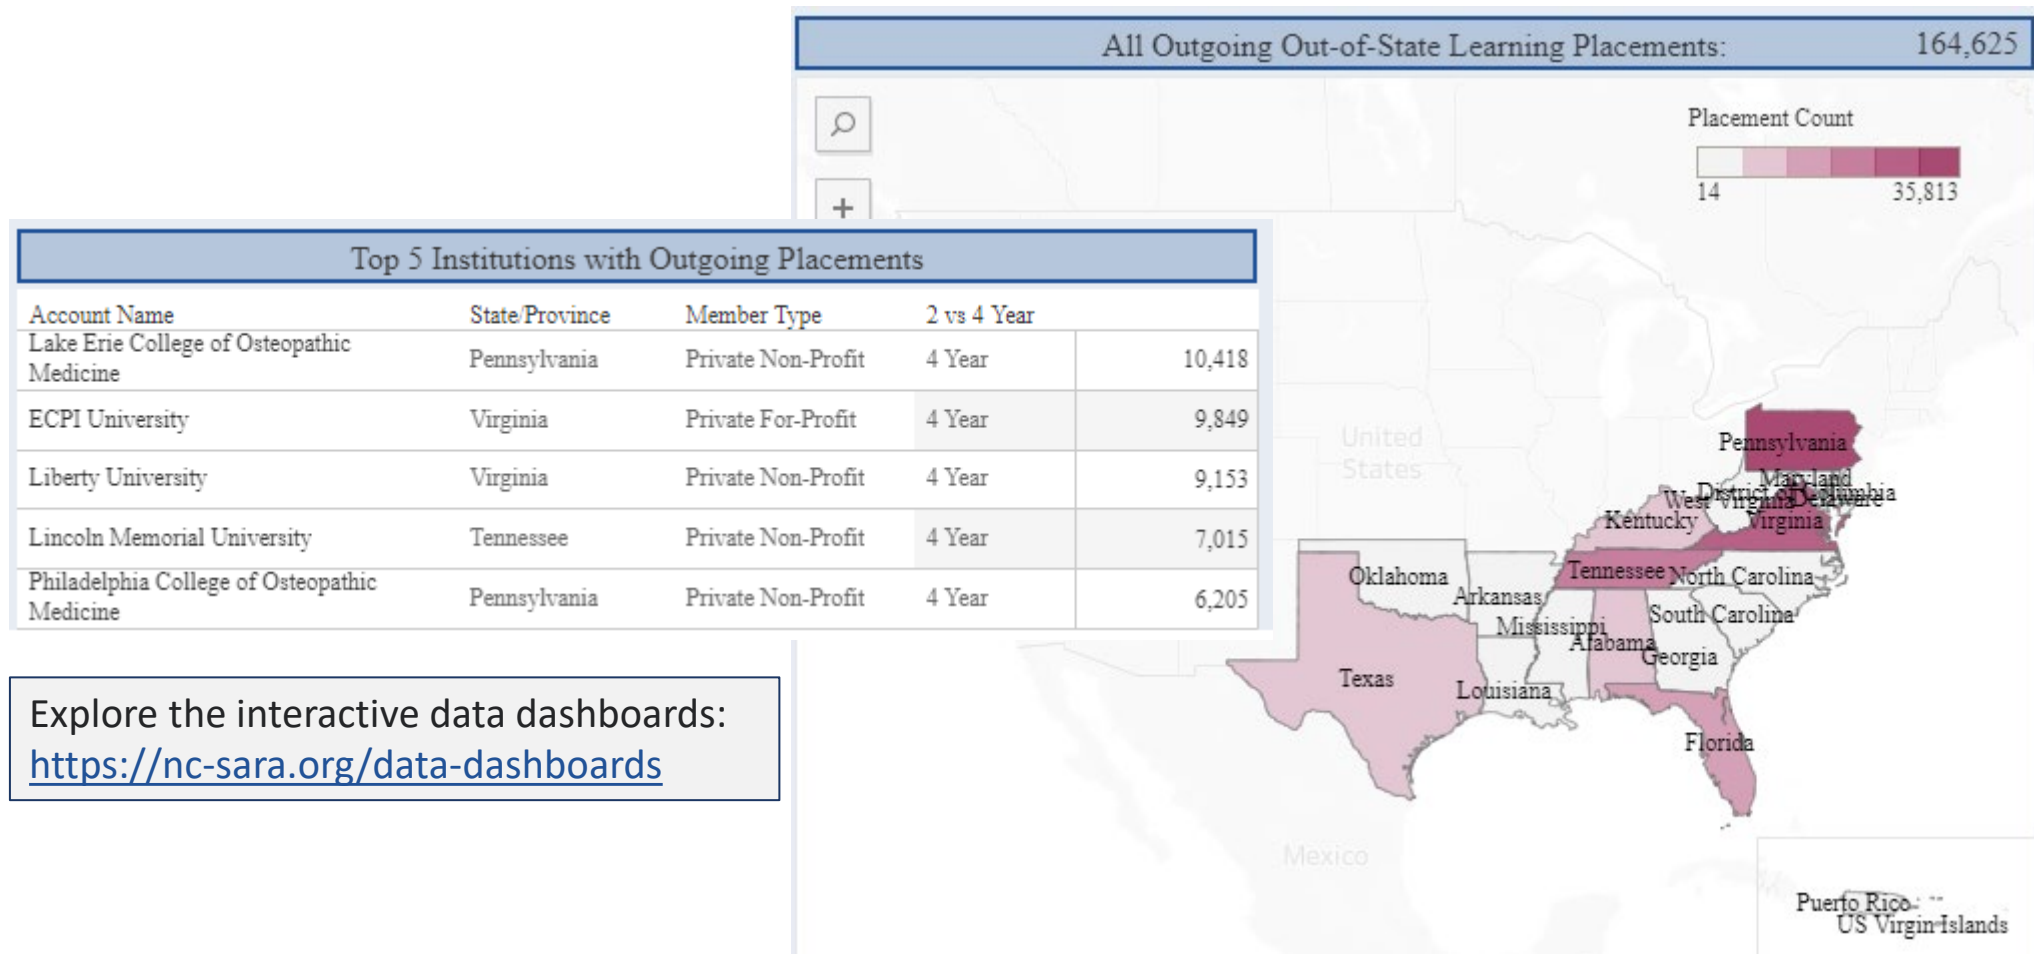 All Outgoing Out-of-State Learning Placements: 164,625
Placement Count
14 35,813
+
Top 5 Institutions with Outgoing Placements
Account Name State/Province Member Type 2 vs 4 Year
Lake Erie College of Osteopathic
Medicine Pennsylvania Private Non-Profit 4 Year 10,418
ECPI University Virginia Private For-Profit 4 Year 9,849
Liberty University Virginia Private Non-Profit 4 Year 9,153
Lincoln Memorial University Tennessee Private Non-Profit 4 Year 7,015
Philadelphia College of Osteopathic
Medicine Pennsylvania Private Non-Profit 4 Year 6,205
Explore the interactive data dashboards:
https://nc-sara.org/data-dashboards
United
States
Pennsylvania
Maryland
District of Columbia
West Virginia Delaware
Kentucky Virginia
Oklahoma Tennessee North Carolina
Arkansas South Carolina
Mississippi
Alabama
Georgia
Texas Louisiana
Florida
Mexico
Puerto Rico
US Virgin Islands